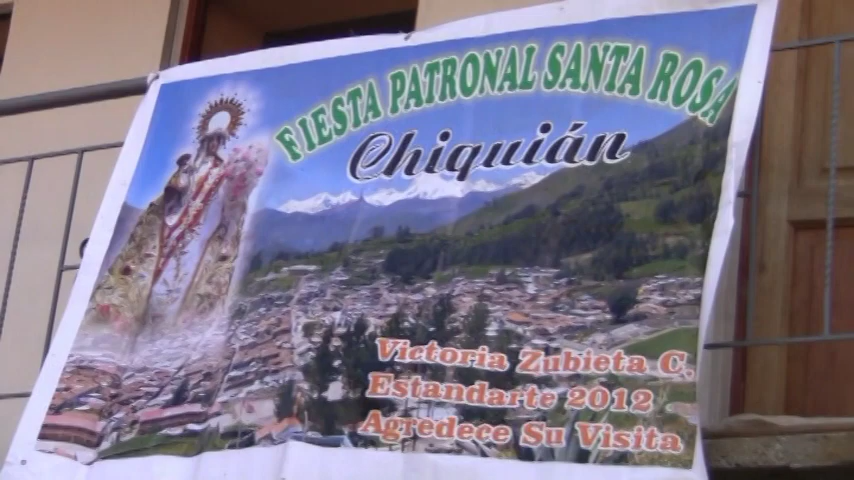 FIESTA PATRONAL SANTA ROSA
Chiquián
Victoria Zubieta C.
Estandarte 2012
Agredece Su Visita